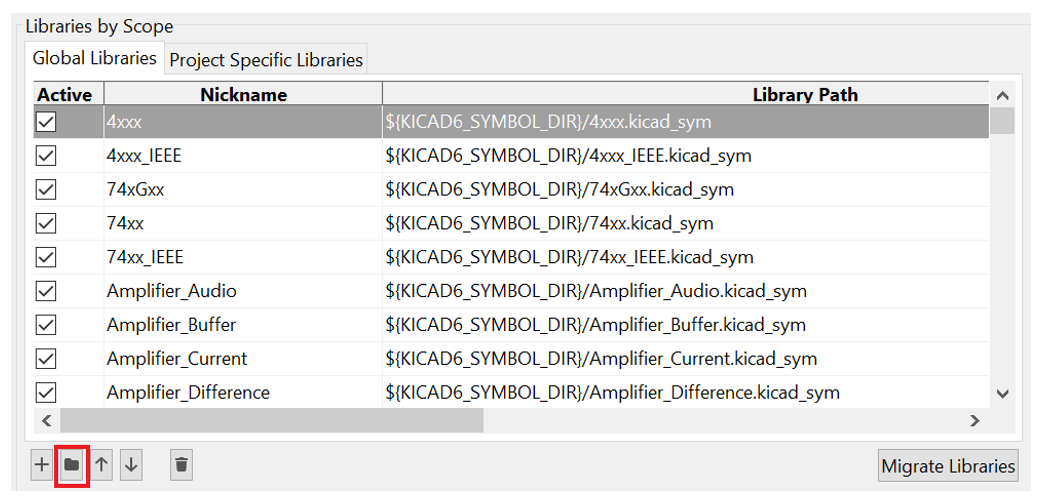 Libraries by Scope
Global Libraries Project Specific Libraries
Active Nickname Library Path
4xxx ${KICAD6_SYMBOL_DIR}/4xxx.kicad_sym
4xxx_IEEE ${KICAD6_SYMBOL_DIR}/4xxx_IEEE.kicad_sym
74xGxx ${KICAD6_SYMBOL_DIR}/74xGxx.kicad_sym
74xx ${KICAD6_SYMBOL_DIR}/74xx.kicad_sym
74xx_IEEE ${KICAD6_SYMBOL_DIR}/74xx_IEEE.kicad_sym
Amplifier_Audio ${KICAD6_SYMBOL_DIR}/Amplifier_Audio.kicad_sym
Amplifier_Buffer ${KICAD6_SYMBOL_DIR}/Amplifier_Buffer.kicad_sym
Amplifier_Current ${KICAD6_SYMBOL_DIR}/Amplifier_Current.kicad_sym
Amplifier_Difference ${KICAD6_SYMBOL_DIR}/Amplifier_Difference.kicad_sym
Migrate Libraries